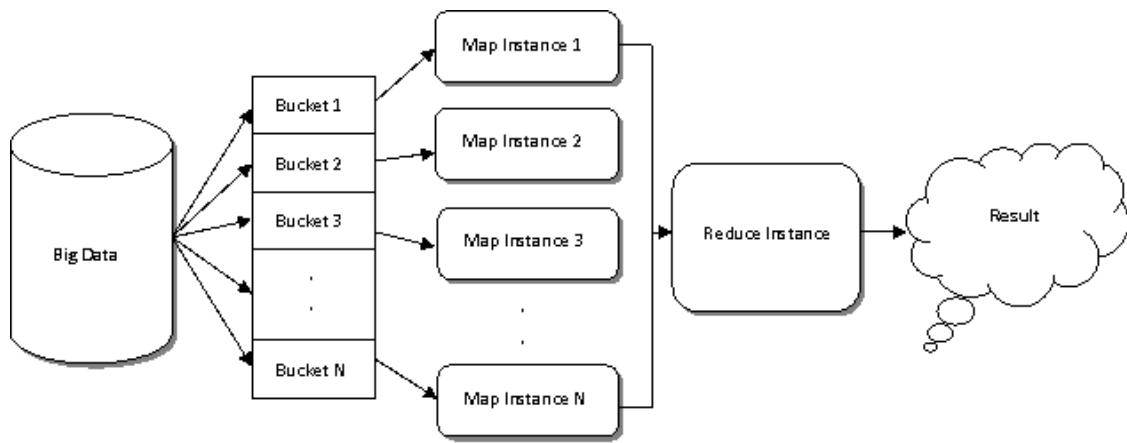 Big Data
Bucket 1
Bucket 2
Bucket 3
.
.
Bucket N
Map Instance 1
Map Instance 2
Map Instance 3
.
.
Map Instance N
Reduce Instance
Result